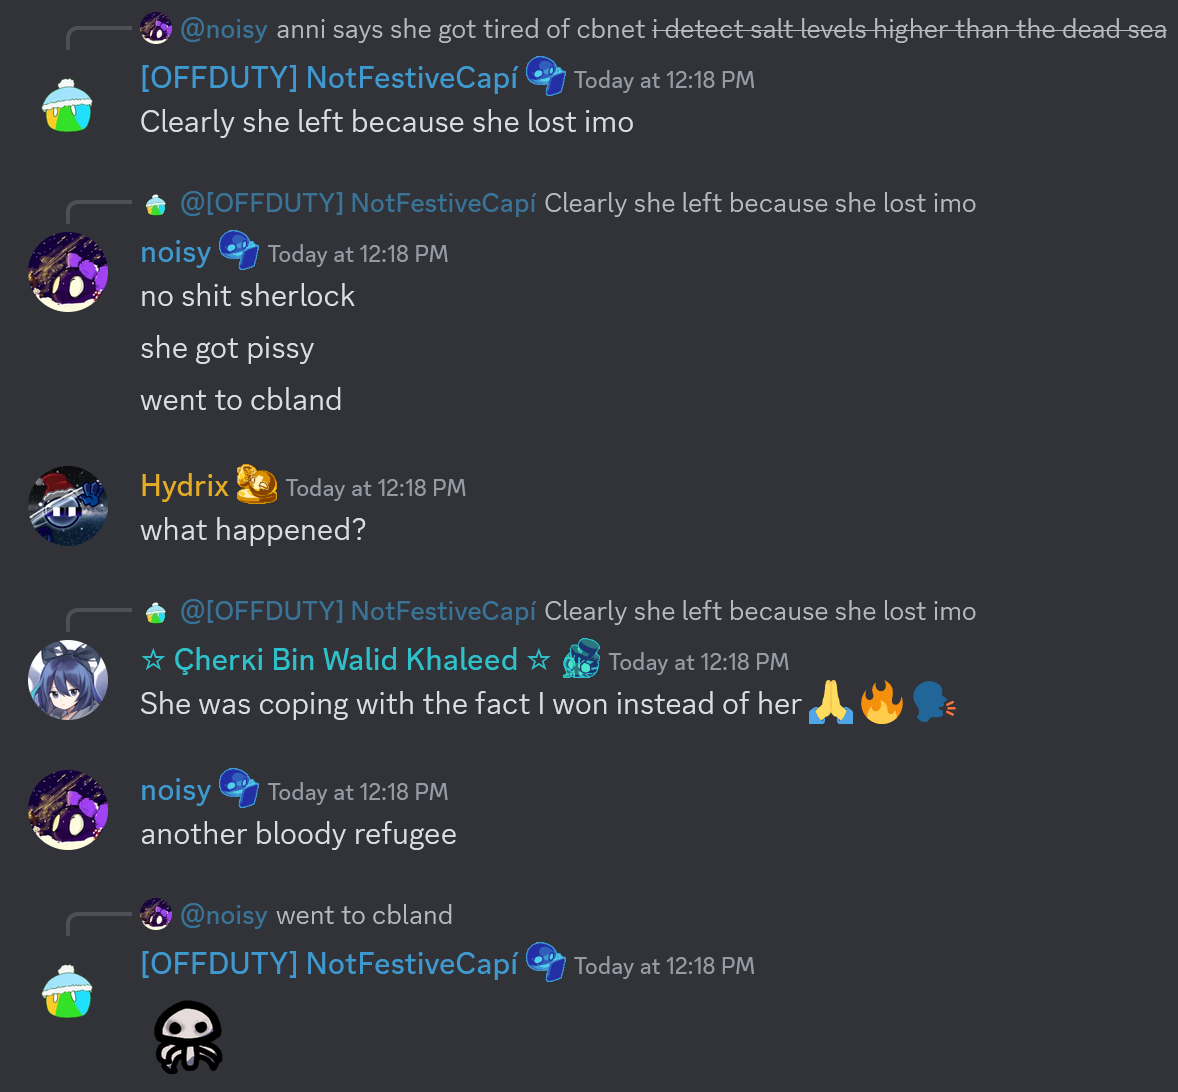 @noisy anni says she got tired of cbnet i detect salt levels higher than the dead sea
[OFFDUTY] NotFestiveCapí Today at 12:18 PM
Clearly she left because she lost imo
@[OFFDUTY] NotFestiveCapí Clearly she left because she lost imo
noisy Today at 12:18 PM
no shit sherlock
she got pissy
went to cbland
Hydrix Today at 12:18 PM
what happened?
@[OFFDUTY] NotFestiveCapí Clearly she left because she lost imo
☆ Çherкi Bin Walid Khaleed ☆ Today at 12:18 PM
She was coping with the fact I won instead of her 🙏🔥🗣
noisy Today at 12:18 PM
another bloody refugee
@noisy went to cbland
[OFFDUTY] NotFestiveCapí Today at 12:18 PM